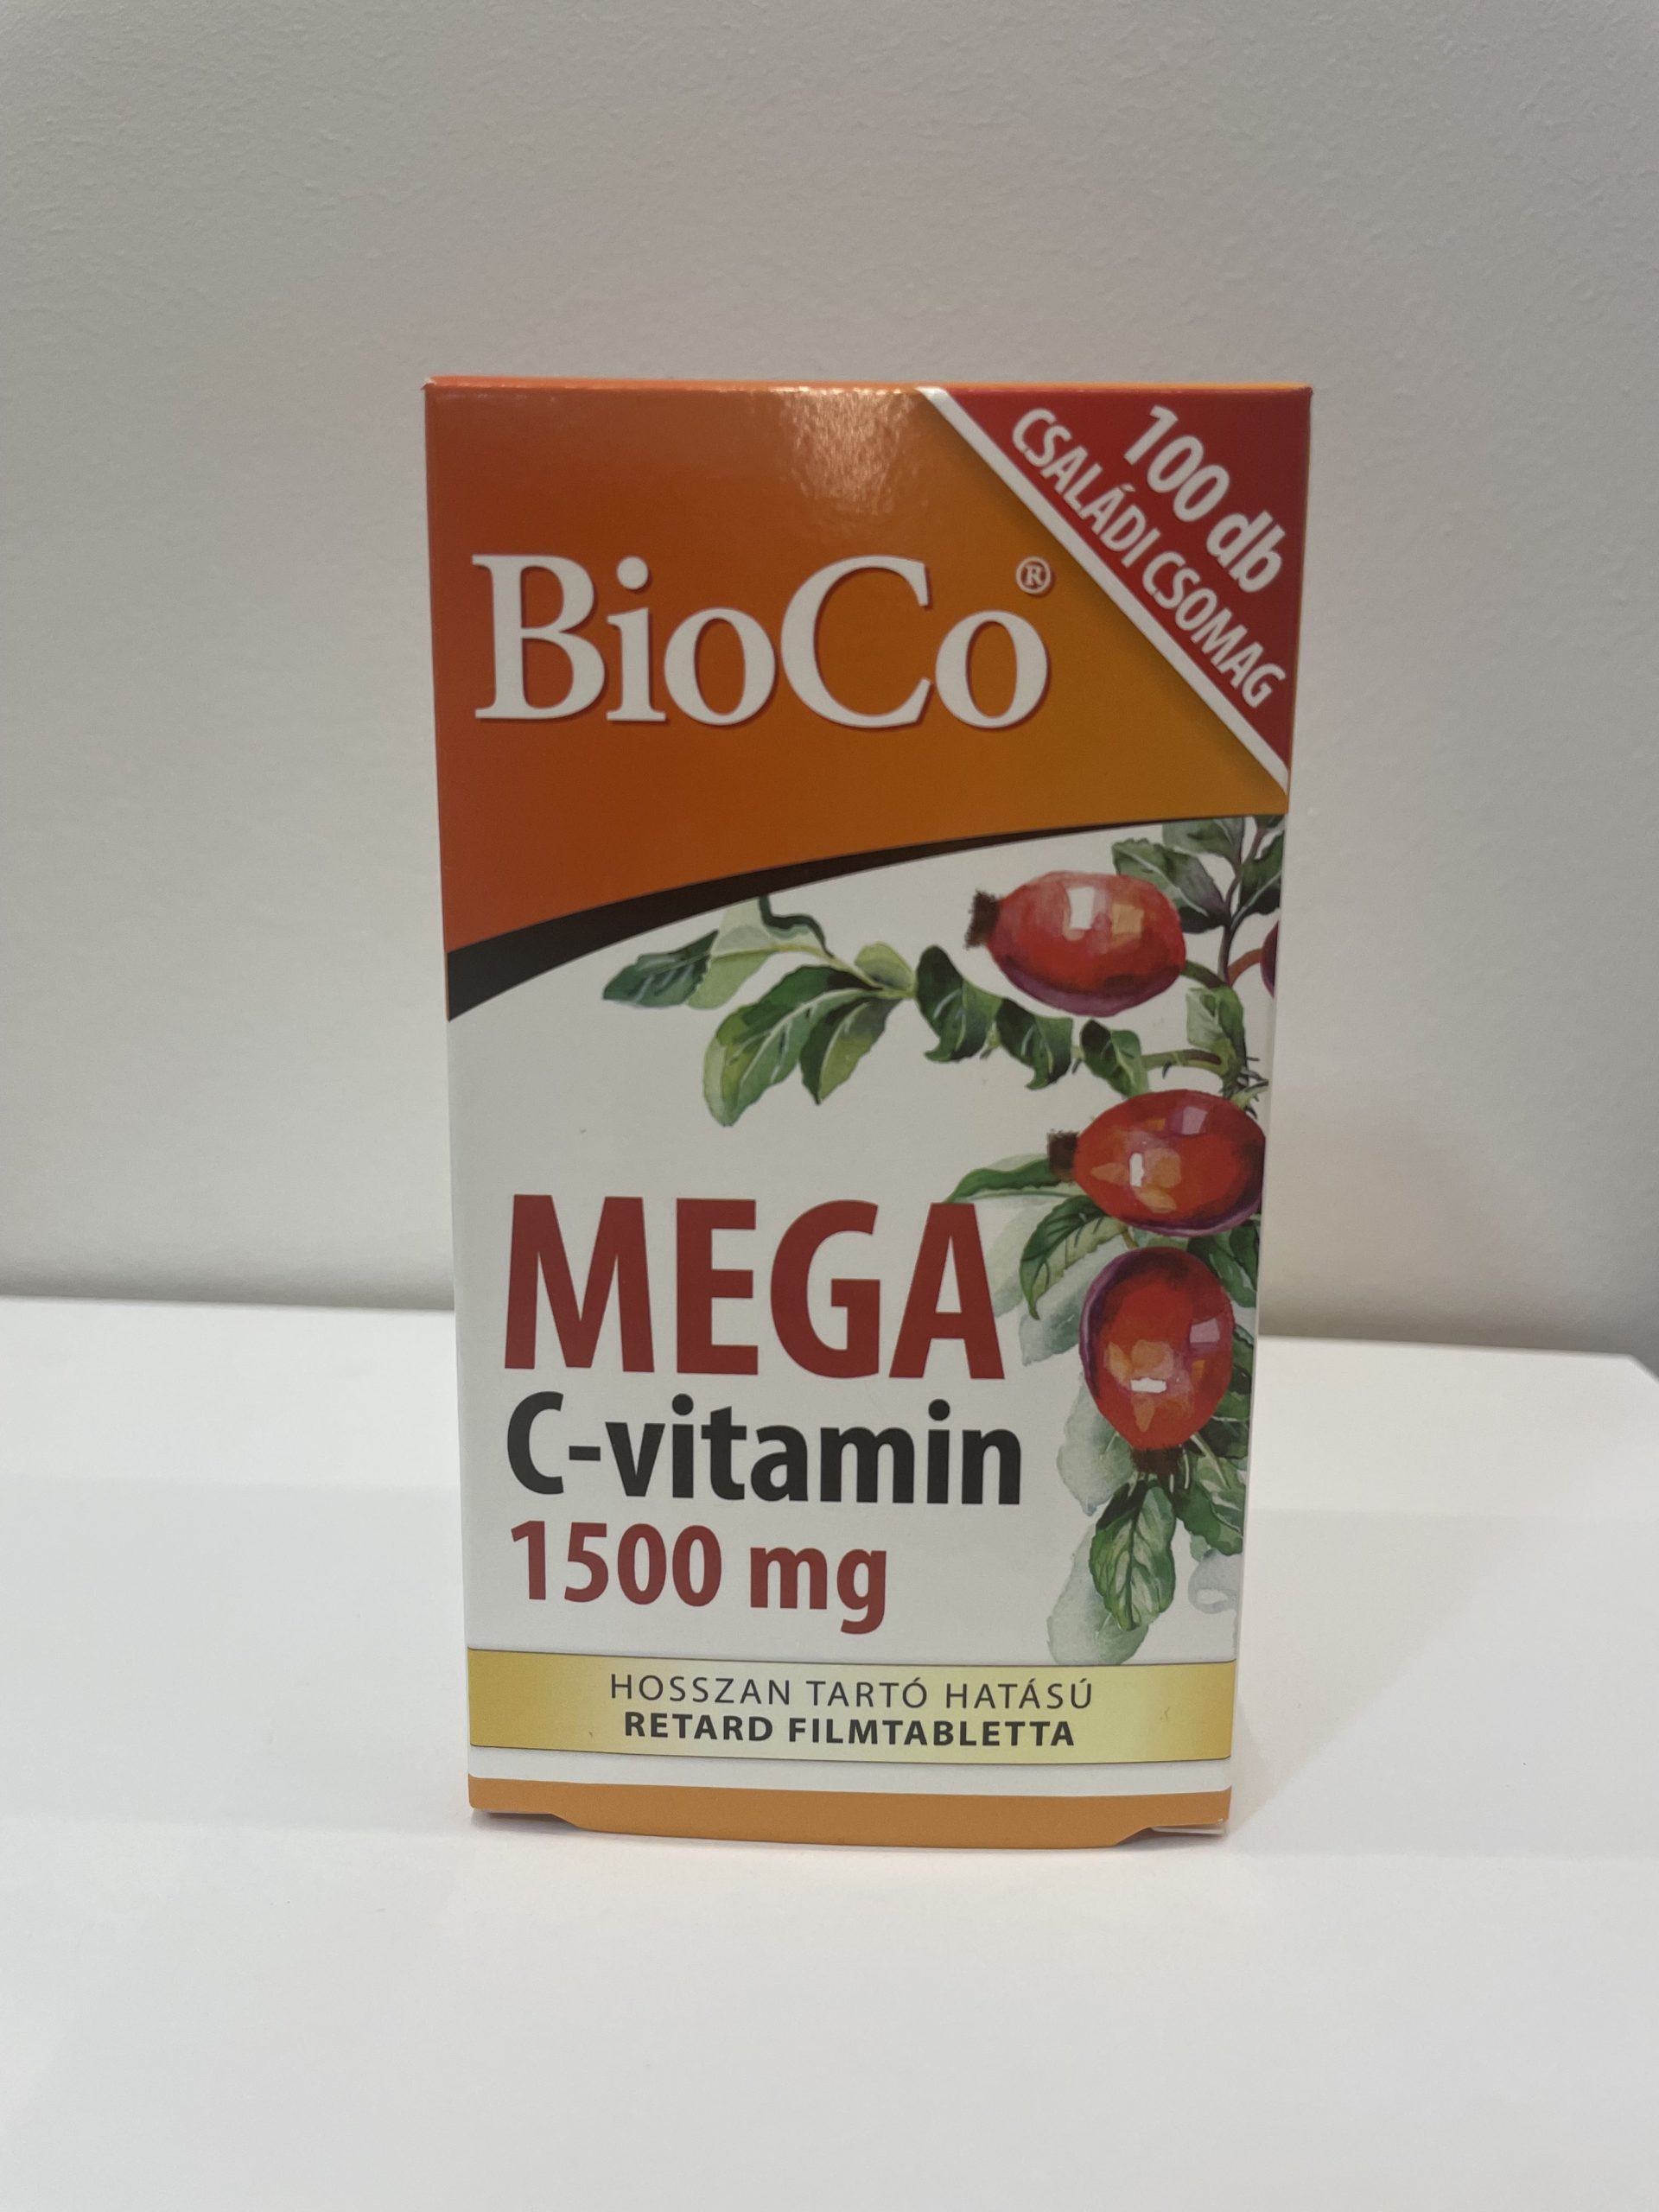 100 db
CSALÁDI CSOMAG
BioCo®
MEGA
C-vitamin
1500 mg
HOSSZAN TARTÓ HATÁSÚ
RETARD FILMTABLETTA